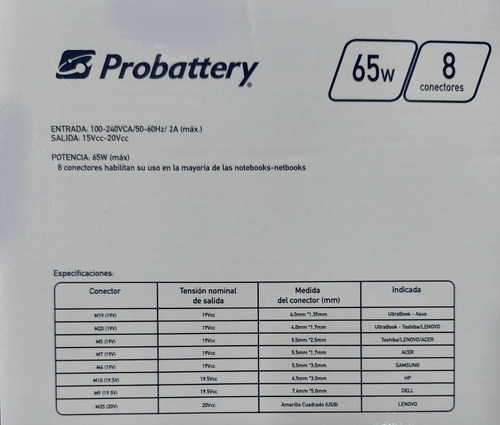 Probattery®
65W
8
conectores
ENTRADA: 100-240VCA/50-60Hz/ 2A (máx.)
SALIDA: 15Vcc-20Vcc
POTENCIA: 65W (máx)
8 conectores habilitan su uso en la mayoría de las notebooks-netbooks
Especificaciones:
Conector Tensión nominal de salida Medida del conector (mm) Indicada
M19 (19V) 19Vcc 4.0mm *1.35mm UltraBook - Asus
M20 (19V) 19Vcc 4.0mm *1.7mm UltraBook - Toshiba/LENOVO
M5 (19V) 19Vcc 5.5mm *2.5mm Toshiba/LENOVO/ACER
M7 (19V) 19Vcc 5.5mm *1.7mm ACER
M6 (19V) 19Vcc 5.5mm *3.0mm SAMSUNG
M10 (19.5V) 19.5Vcc 4.5mm *3.0mm HP
M9 (19.5V) 19.5Vcc 7.4mm *5.0mm DELL
M25 (20V) 20Vcc Amarillo Cuadrado (USB) LENOVO